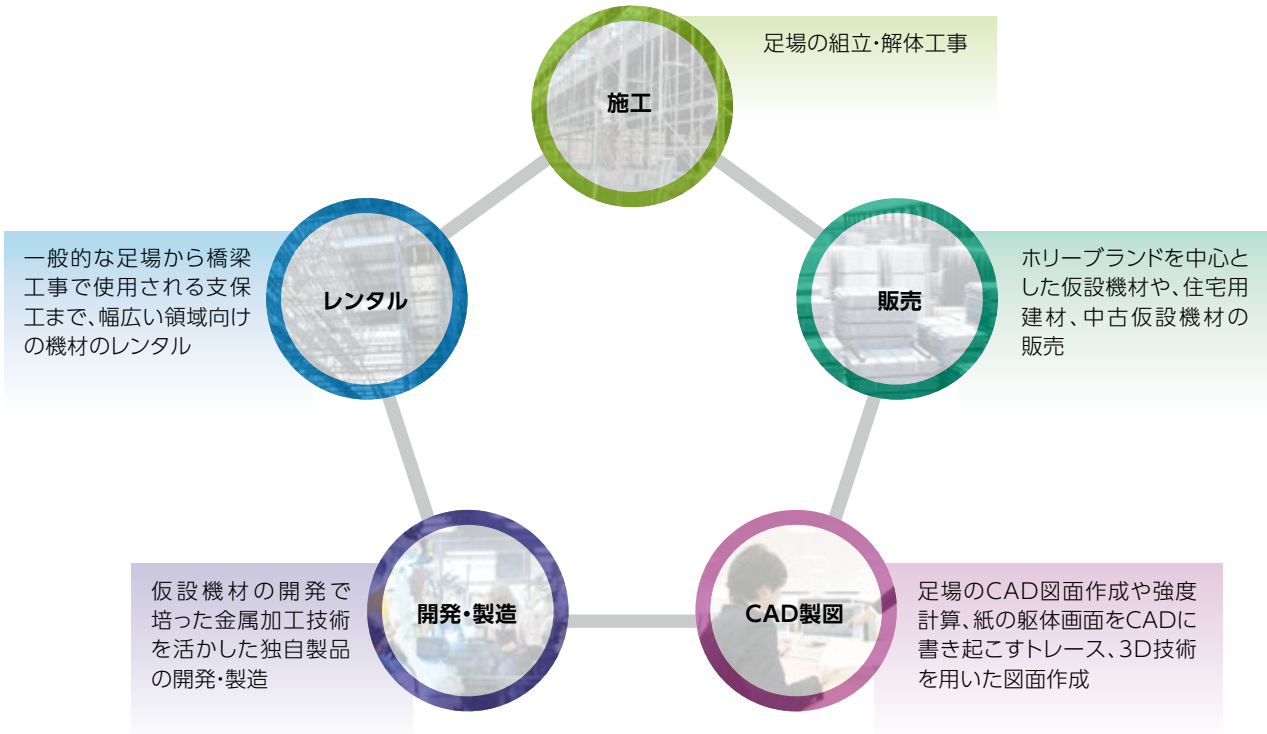 施工
足場の組立・解体工事
レンタル
一般的な足場から橋梁
工事で使用される支保
工まで、幅広い領域向け
の機材のレンタル
販売
ホリーブランドを中心と
した仮設機材や、住宅用
建材、中古仮設機材の
販売
開発・製造
仮設機材の開発で
培った金属加工技術
を活かした独自製品
の開発・製造
CAD製図
足場のCAD図面作成や強度
計算、紙の躯体画面をCADに
書き起こすトレース、3D技術
を用いた図面作成